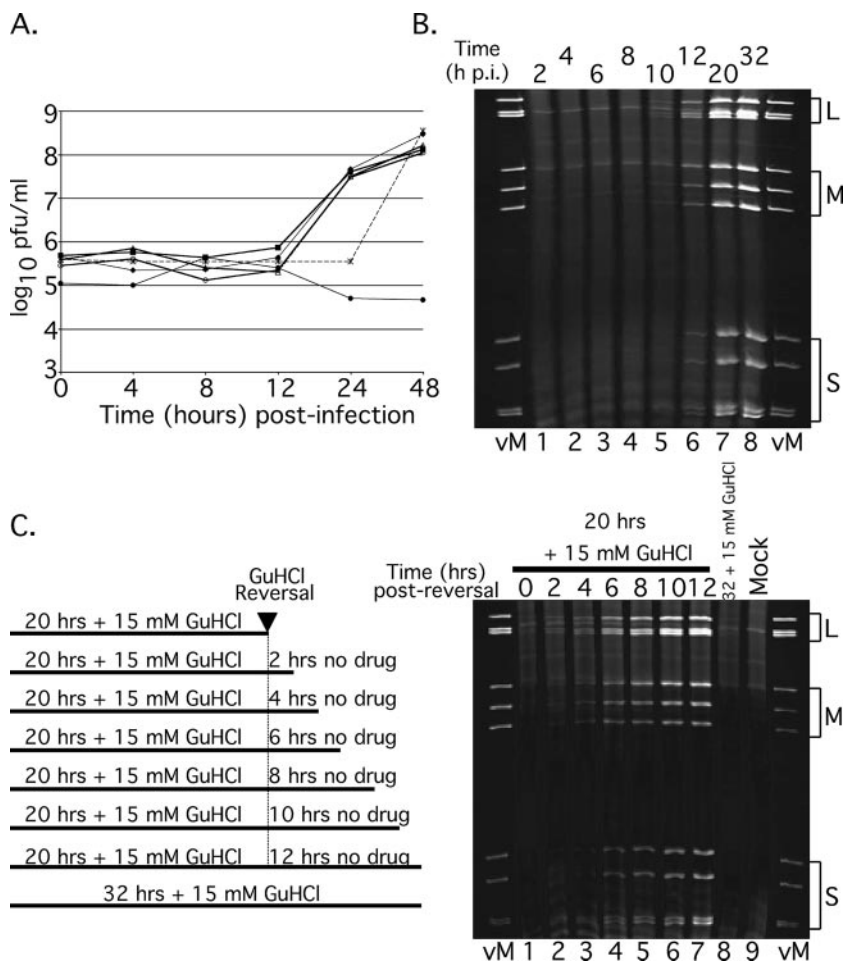 A.
9
8
7
6
5
4
3
log10 pfu/ml
0 4 8 12 24 48
Time (hours) post-infection
B.
Time
(h p.i.)
2 4 6 8 10 12 20 32
L
M
S
vM 1 2 3 4 5 6 7 8 vM
C.
GuHCl
Reversal
20 hrs + 15 mM GuHCl
20 hrs + 15 mM GuHCl 2 hrs no drug
20 hrs + 15 mM GuHCl 4 hrs no drug
20 hrs + 15 mM GuHCl 6 hrs no drug
20 hrs + 15 mM GuHCl 8 hrs no drug
20 hrs + 15 mM GuHCl 10 hrs no drug
20 hrs + 15 mM GuHCl 12 hrs no drug
32 hrs + 15 mM GuHCl
20 hrs
+ 15 mM GuHCl
Time (hrs)
post-reversal
0 2 4 6 8 10 12
32 + 15 mM GuHCl
Mock
L
M
S
vM 1 2 3 4 5 6 7 8 9 vM